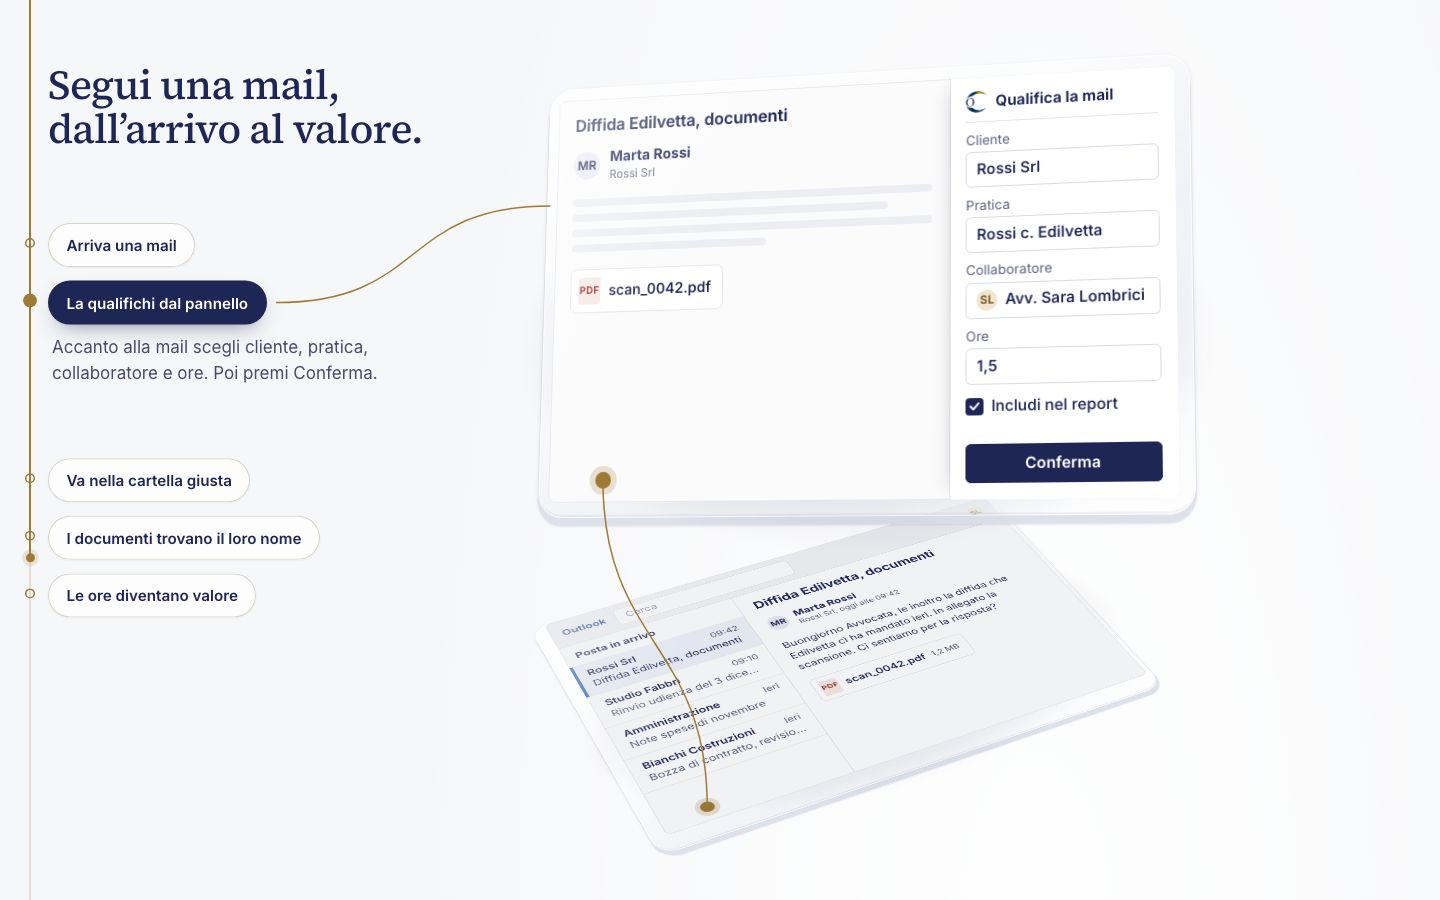 Segui una mail,
dall’arrivo al valore.
Arriva una mail
La qualifichi dal pannello
Accanto alla mail scegli cliente, pratica,
collaboratore e ore. Poi premi Conferma.
Va nella cartella giusta
I documenti trovano il loro nome
Le ore diventano valore
Diffida Edilvetta, documenti
MR
Marta Rossi
Rossi Srl
PDF
scan_0042.pdf
Qualifica la mail
Cliente
Rossi Srl
Pratica
Rossi c. Edilvetta
Collaboratore
SL
Avv. Sara Lombrici
Ore
1,5
Includi nel report
Conferma
SL
Outlook
Cerca
Posta in arrivo
Rossi Srl
09:42
Diffida Edilvetta, documenti
Studio Fabbri
09:10
Rinvio udienza del 3 dice...
Amministrazione
Ieri
Note spese di novembre
Bianchi Costruzioni
Ieri
Bozza di contratto, revisio...
Diffida Edilvetta, documenti
MR
Marta Rossi
Rossi Srl, oggi alle 09:42
Buongiorno Avvocata, le inoltro la diffida che
Edilvetta ci ha mandato ieri. In allegato la
scansione. Ci sentiamo per la risposta?
PDF
scan_0042.pdf
1,2 MB